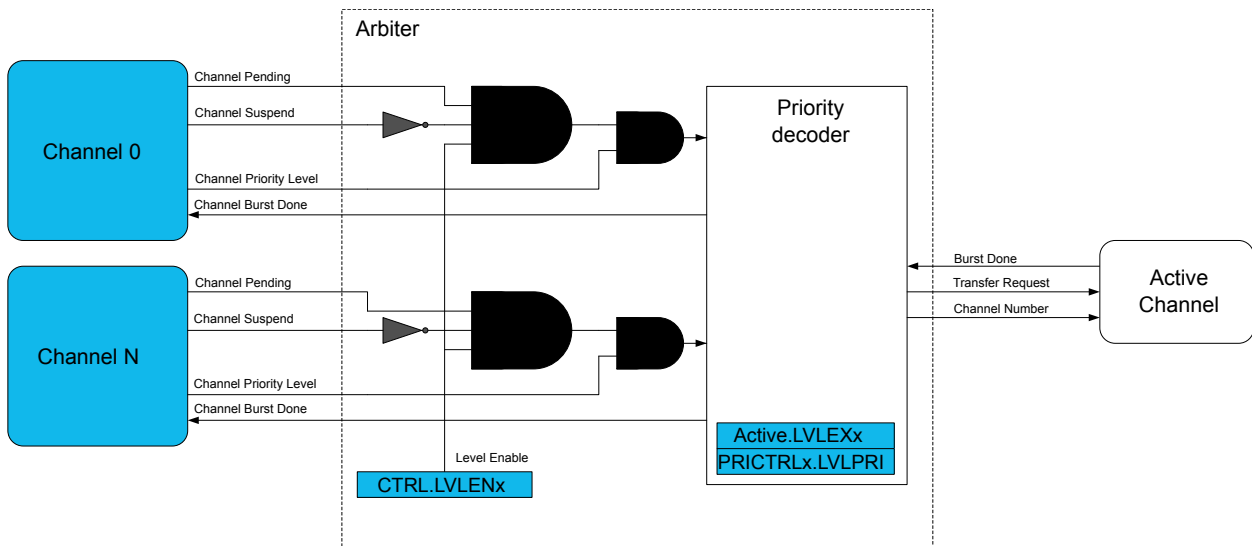 Arbiter
Channel 0
Channel Pending
Channel Suspend
Channel Priority Level
Channel Burst Done
Priority
decoder
Channel N
Channel Pending
Channel Suspend
Channel Priority Level
Channel Burst Done
Burst Done
Transfer Request
Channel Number
Active
Channel
Level Enable
CTRL.LVLENx
Active.LVLEXx
PRICTRLx.LVLPRI